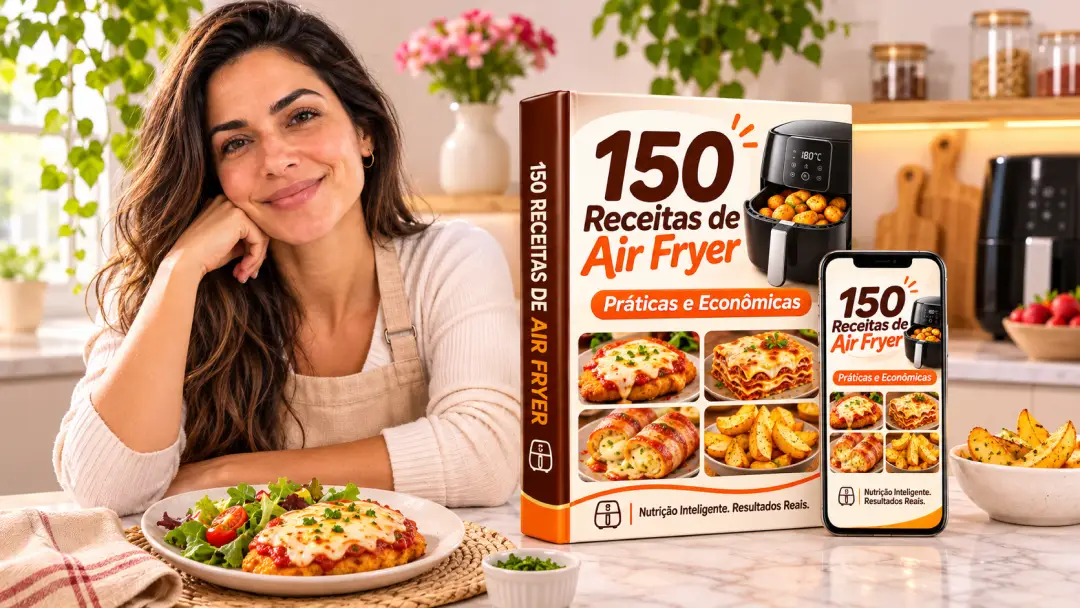 150 RECEITAS DE AIR FRYER
150
Receitas de
Air Fryer
180°C
Práticas e Econômicas
Nutrição Inteligente. Resultados Reais.
150
Receitas de
Air Fryer
Práticas e Econômicas
Nutrição Inteligente.
Resultados Reais.